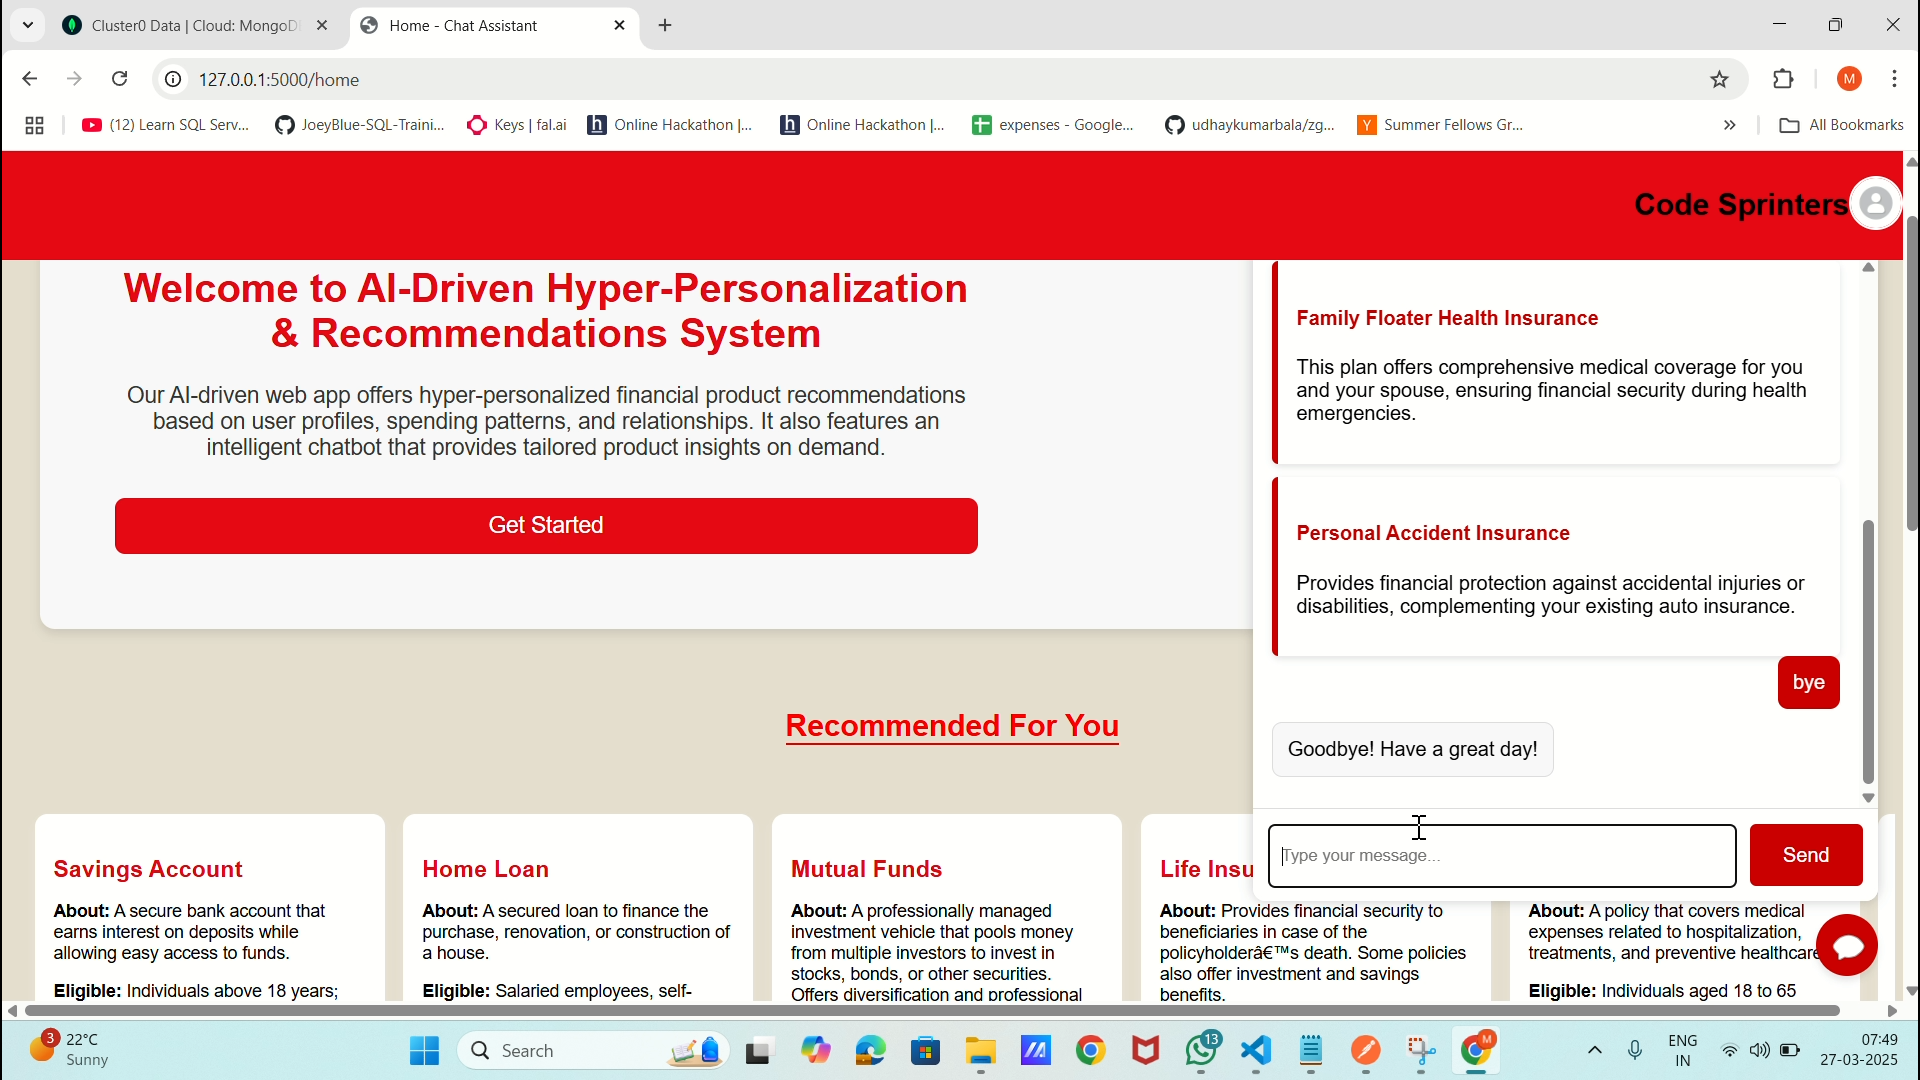 Cluster0 Data | Cloud: MongoD
Home - Chat Assistant
127.0.0.1:5000/home
M
(12) Learn SQL Serv...
JoeyBlue-SQL-Traini...
Keys | fal.ai
Online Hackathon |...
Online Hackathon |...
expenses - Google...
udhaykumarbala/zg...
Summer Fellows Gr...
All Bookmarks
Code Sprinters
Welcome to AI-Driven Hyper-Personalization
& Recommendations System
Our AI-driven web app offers hyper-personalized financial product recommendations
based on user profiles, spending patterns, and relationships. It also features an
intelligent chatbot that provides tailored product insights on demand.
Get Started
Family Floater Health Insurance
This plan offers comprehensive medical coverage for you
and your spouse, ensuring financial security during health
emergencies.
Personal Accident Insurance
Provides financial protection against accidental injuries or
disabilities, complementing your existing auto insurance.
bye
Goodbye! Have a great day!
Type your message...
Send
Recommended For You
Savings Account
About: A secure bank account that
earns interest on deposits while
allowing easy access to funds.
Eligible: Individuals above 18 years;
Home Loan
About: A secured loan to finance the
purchase, renovation, or construction of
a house.
Eligible: Salaried employees, self-
Mutual Funds
About: A professionally managed
investment vehicle that pools money
from multiple investors to invest in
stocks, bonds, or other securities.
Offers diversification and professional
Life Insu
About: Provides financial security to
beneficiaries in case of the
policyholderâ€™s death. Some policies
also offer investment and savings
benefits.
About: A policy that covers medical
expenses related to hospitalization,
treatments, and preventive healthcare
Eligible: Individuals aged 18 to 65
3
22°C
Sunny
Search
13
M
ENG
IN
07:49
27-03-2025